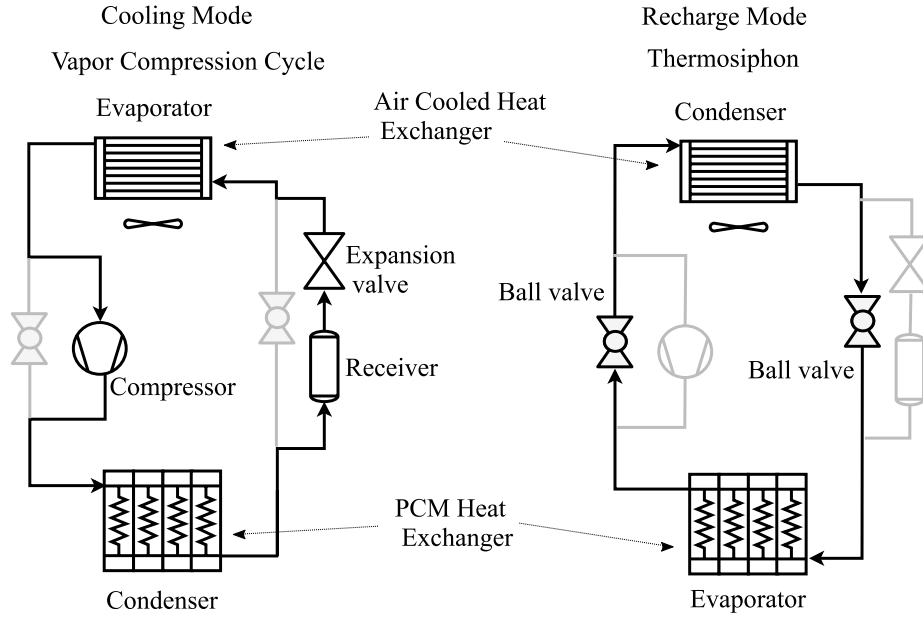 Cooling Mode
Vapor Compression Cycle
Evaporator
Air Cooled Heat
Exchanger
Expansion
valve
Receiver
Compressor
PCM Heat
Exchanger
Condenser
Recharge Mode
Thermosiphon
Condenser
Ball valve
Ball valve
Evaporator